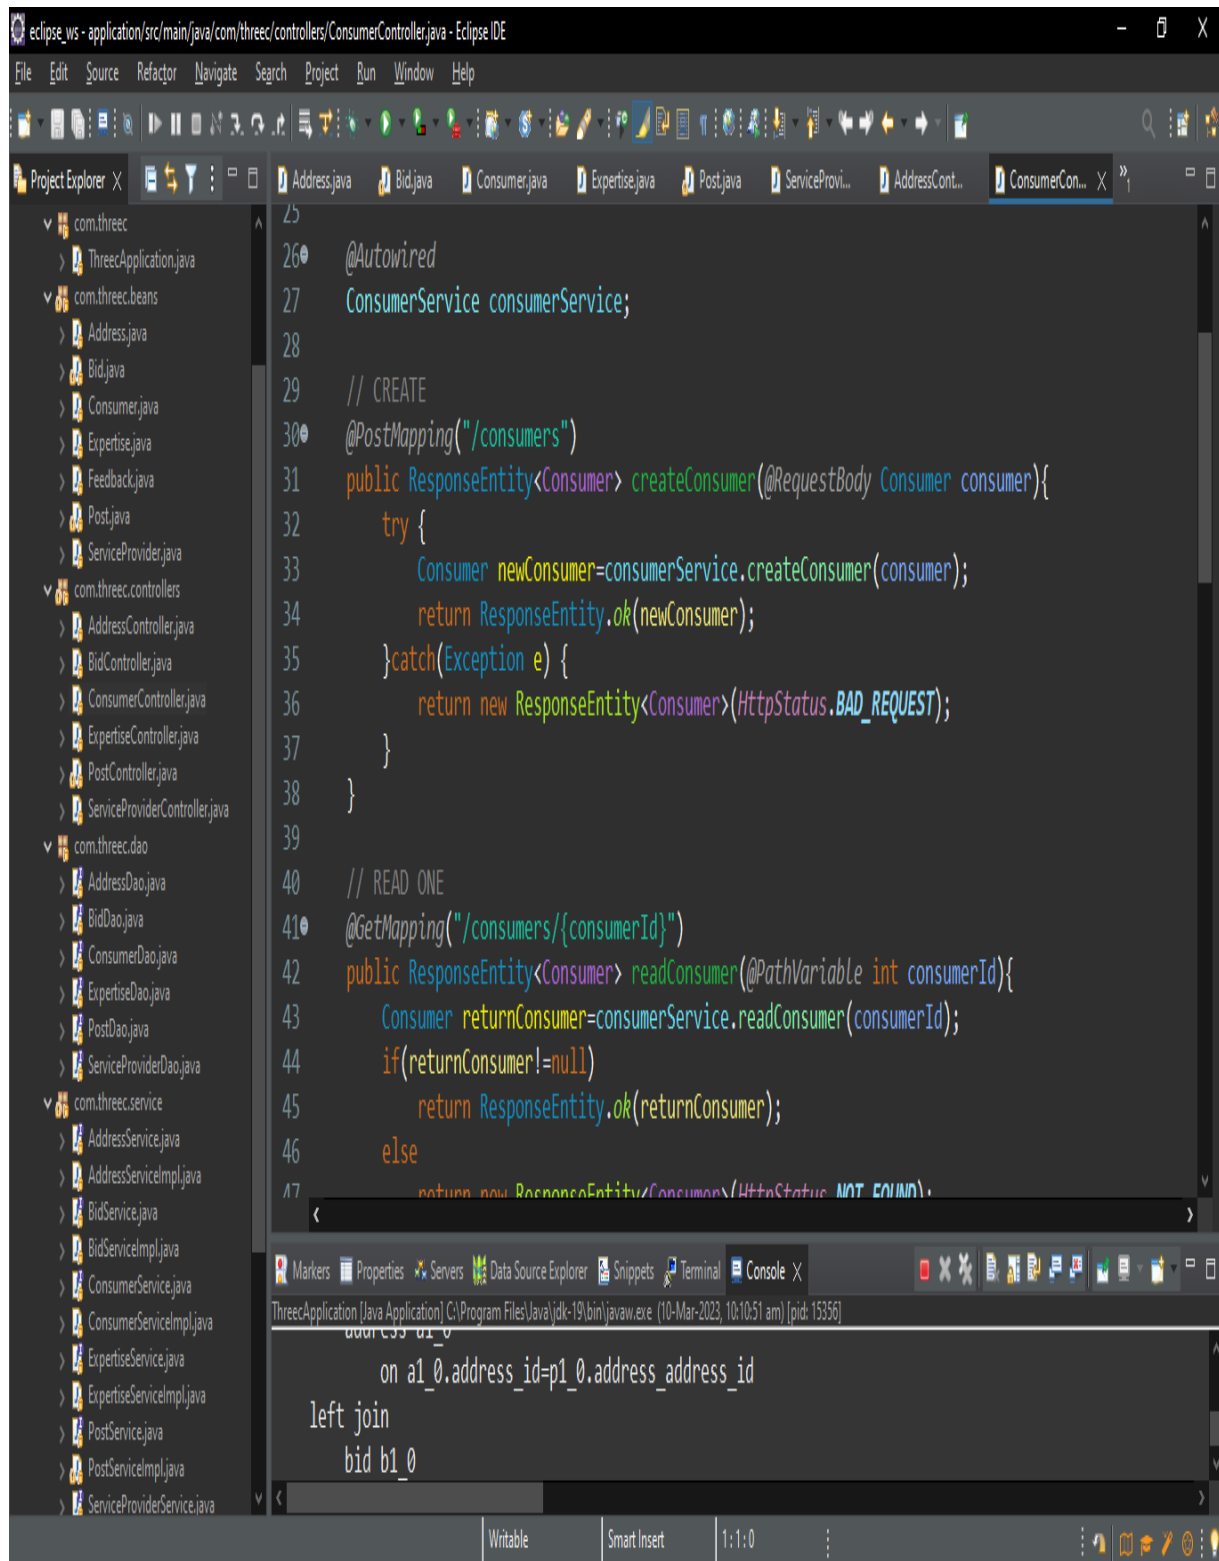 eclipse_ws - application/src/main/java/com/threec/controllers/ConsumerController.java - Eclipse IDE
File Edit Source Refactor Navigate Search Project Run Window Help
Project Explorer
Address.java Bid.java Consumer.java Expertise.java Post.java ServiceProvi... AddressCont... ConsumerCon... »1
com.threec
ThreecApplication.java
com.threec.beans
Address.java
Bid.java
Consumer.java
Expertise.java
Feedback.java
Post.java
ServiceProvider.java
com.threec.controllers
AddressController.java
BidController.java
ConsumerController.java
ExpertiseController.java
PostController.java
ServiceProviderController.java
com.threec.dao
AddressDao.java
BidDao.java
ConsumerDao.java
ExpertiseDao.java
PostDao.java
ServiceProviderDao.java
com.threec.service
AddressService.java
AddressServiceImpl.java
BidService.java
BidServiceImpl.java
ConsumerService.java
ConsumerServiceImpl.java
ExpertiseService.java
ExpertiseServiceImpl.java
PostService.java
PostServiceImpl.java
ServiceProviderService.java
25
26 @Autowired
27 ConsumerService consumerService;
28
29 // CREATE
30 @PostMapping("/consumers")
31 public ResponseEntity<Consumer> createConsumer(@RequestBody Consumer consumer){
32 try {
33 Consumer newConsumer=consumerService.createConsumer(consumer);
34 return ResponseEntity.ok(newConsumer);
35 }catch(Exception e) {
36 return new ResponseEntity<Consumer>(HttpStatus.BAD_REQUEST);
37 }
38 }
39
40 // READ ONE
41 @GetMapping("/consumers/{consumerId}")
42 public ResponseEntity<Consumer> readConsumer(@PathVariable int consumerId){
43 Consumer returnConsumer=consumerService.readConsumer(consumerId);
44 if(returnConsumer!=null)
45 return ResponseEntity.ok(returnConsumer);
46 else
47 return new ResponseEntity<Consumer>(HttpStatus.NOT_FOUND);
Markers Properties Servers Data Source Explorer Snippets Terminal Console
ThreecApplication [Java Application] C:\Program Files\Java\jdk-19\bin\javaw.exe (10-Mar-2023, 10:10:51 am) [pid: 15356]
address a1_0
on a1_0.address_id=p1_0.address_address_id
left join
bid b1_0
Writable Smart Insert 1:1:0